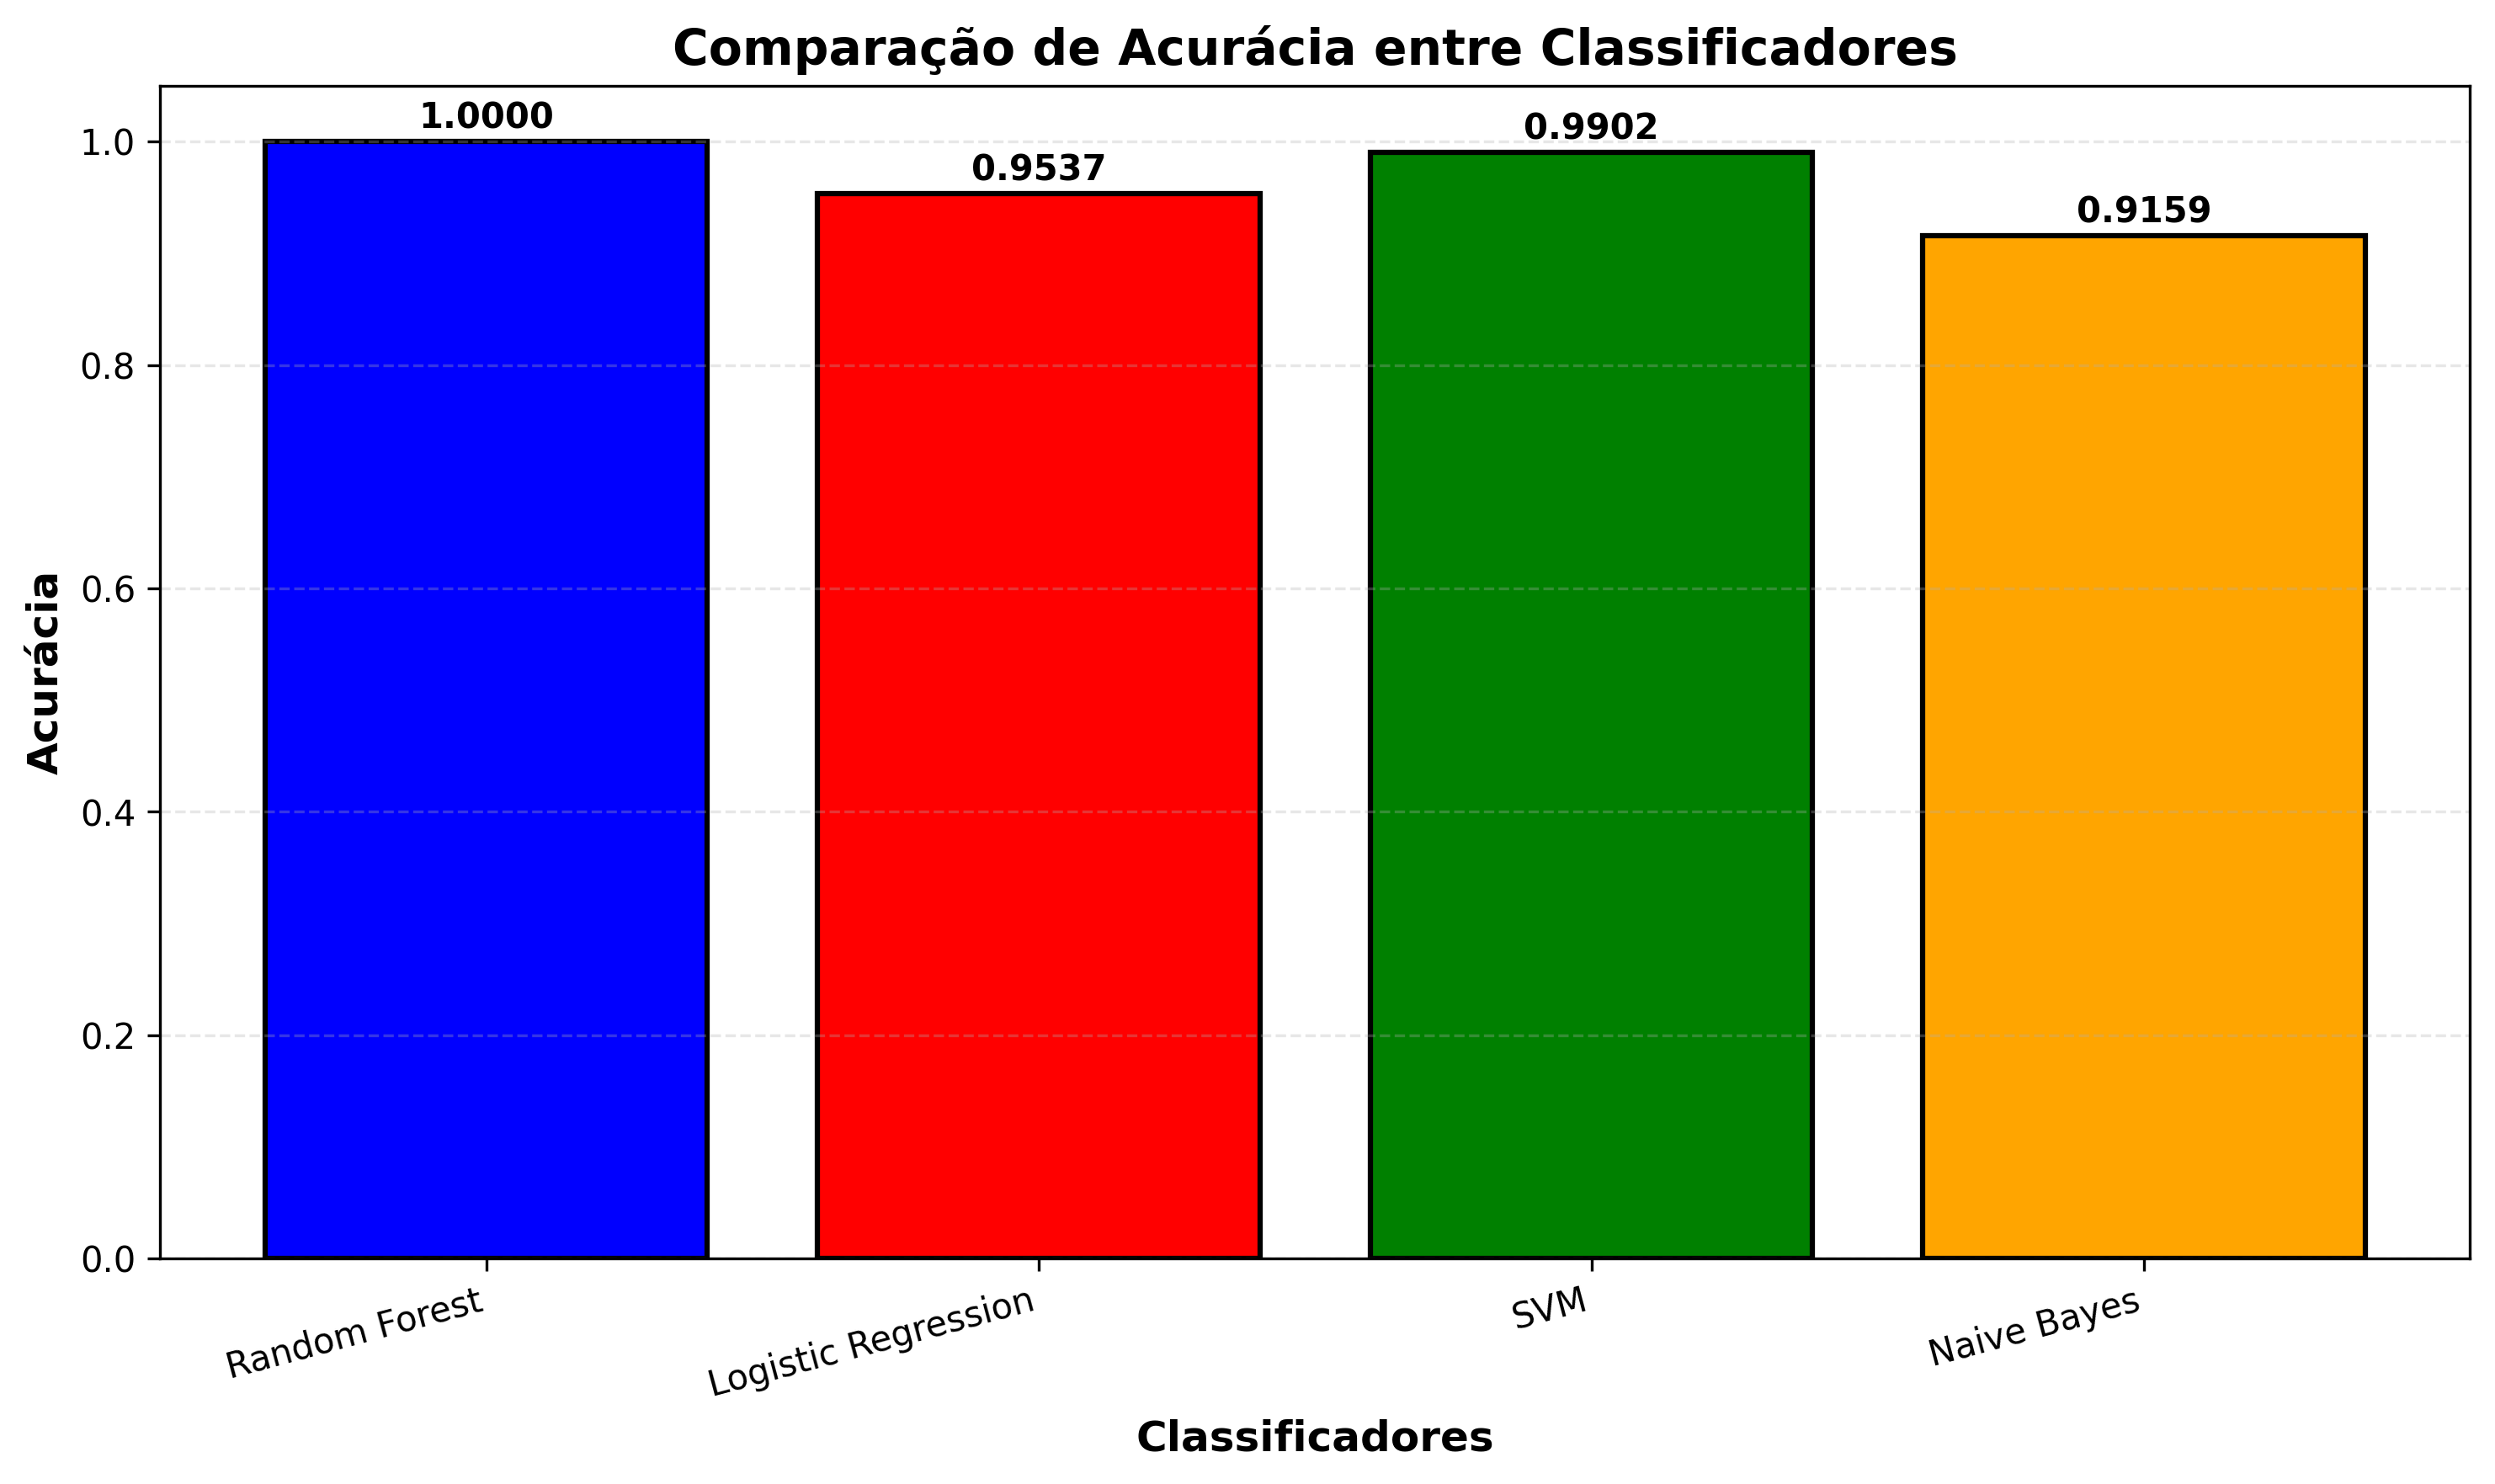 Comparação de Acurácia entre Classificadores
1.0000
0.9537
0.9902
0.9159
Acurácia
1.0
0.8
0.6
0.4
0.2
0.0
Random Forest
Logistic Regression
SVM
Naive Bayes
Classificadores